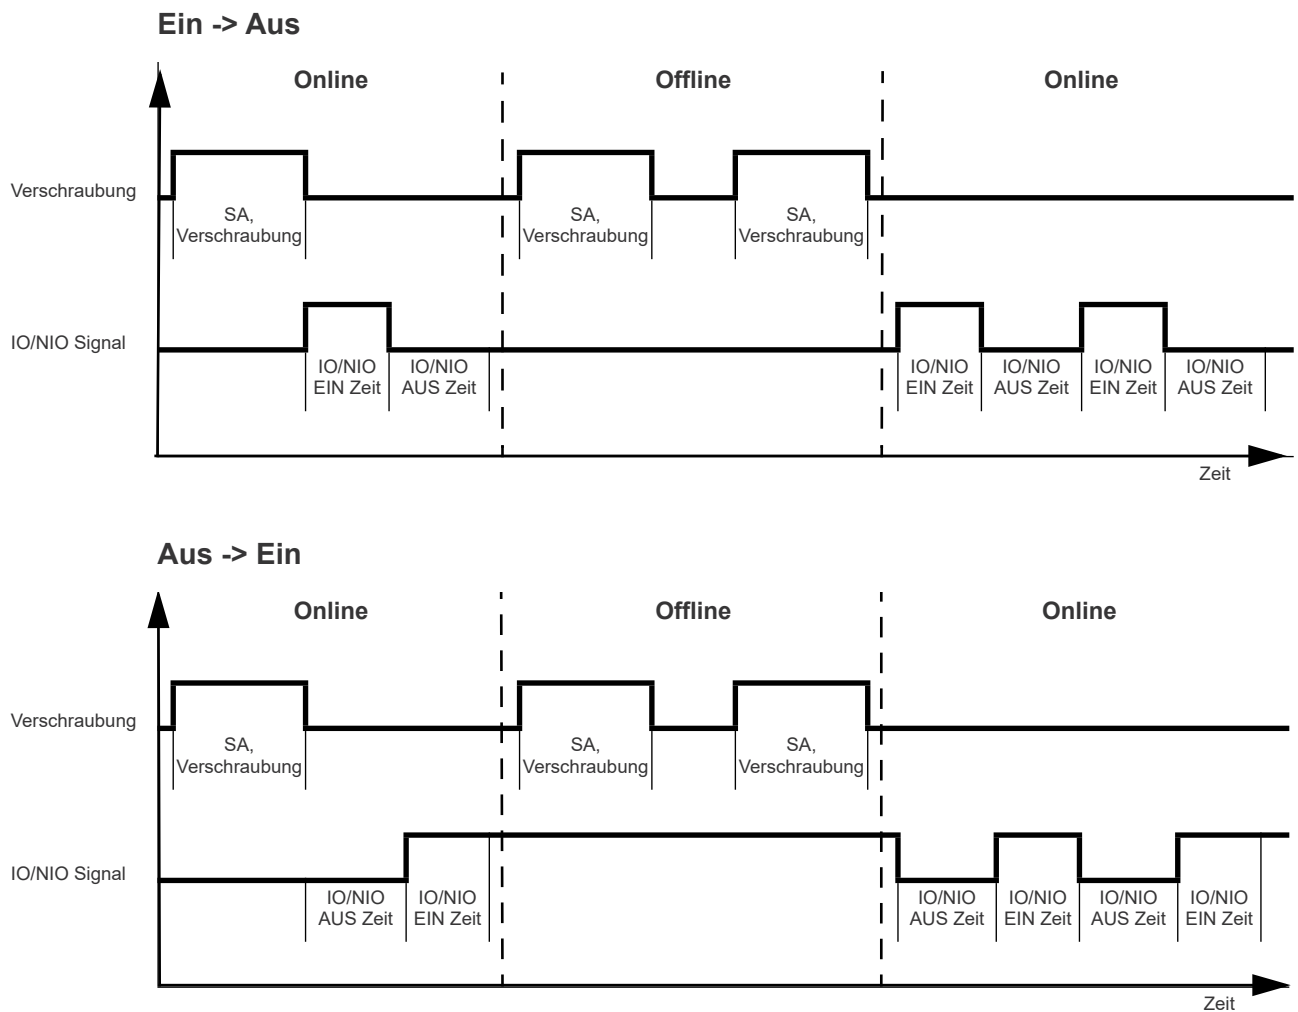 Ein -> Aus
Online Offline Online
Verschraubung
SA, SA, SA,
Verschraubung Verschraubung Verschraubung
IO/NIO Signal
IO/NIO IO/NIO IO/NIO IO/NIO IO/NIO IO/NIO
EIN Zeit AUS Zeit EIN Zeit AUS Zeit EIN Zeit AUS Zeit
Zeit
Aus -> Ein
Online Offline Online
Verschraubung
SA, SA, SA,
Verschraubung Verschraubung Verschraubung
IO/NIO Signal
IO/NIO IO/NIO IO/NIO IO/NIO IO/NIO IO/NIO
AUS Zeit EIN Zeit AUS Zeit EIN Zeit AUS Zeit EIN Zeit
Zeit